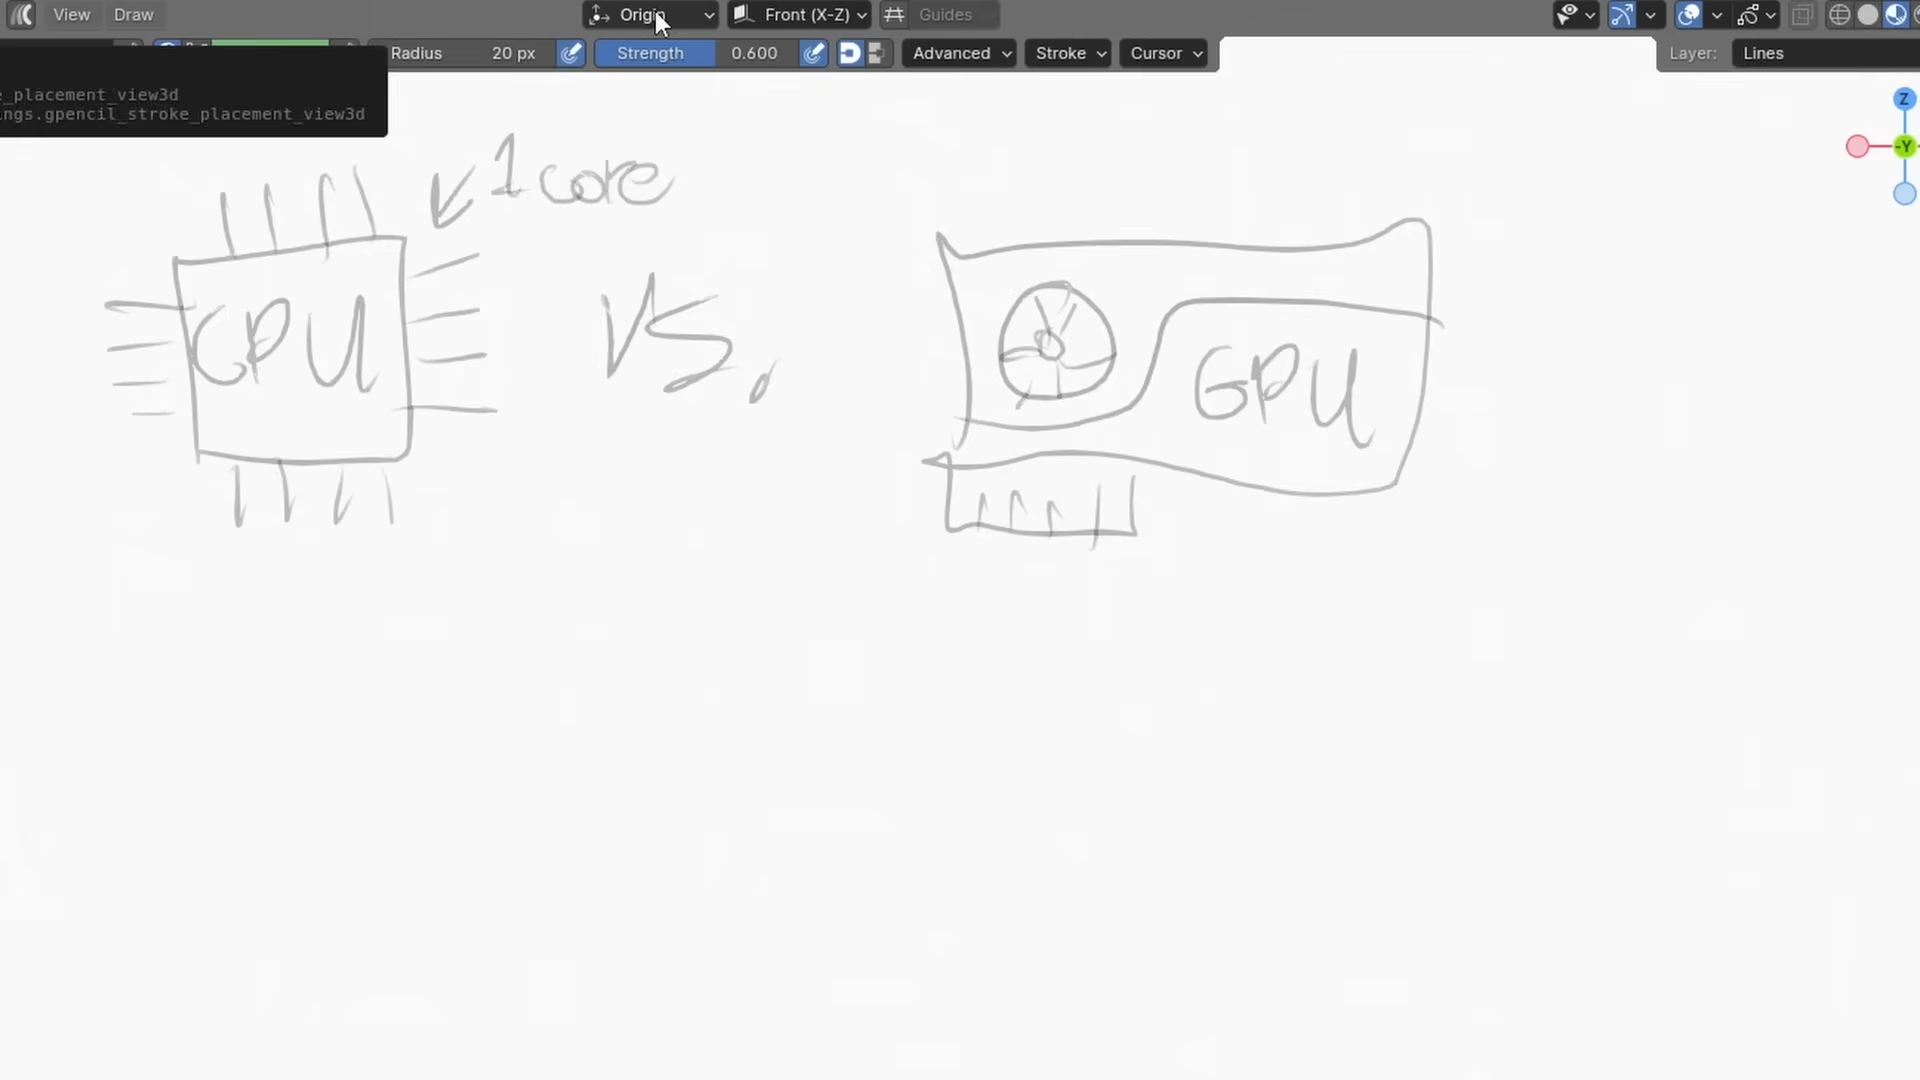 View Draw Origin Front (X-Z) Guides
Radius 20 px Strength 0.600 Advanced Stroke Cursor Layer: Lines
_placement_view3d
ings.gpencil_stroke_placement_view3d
Z
-Y
1 core
CPU
VS.
GPU